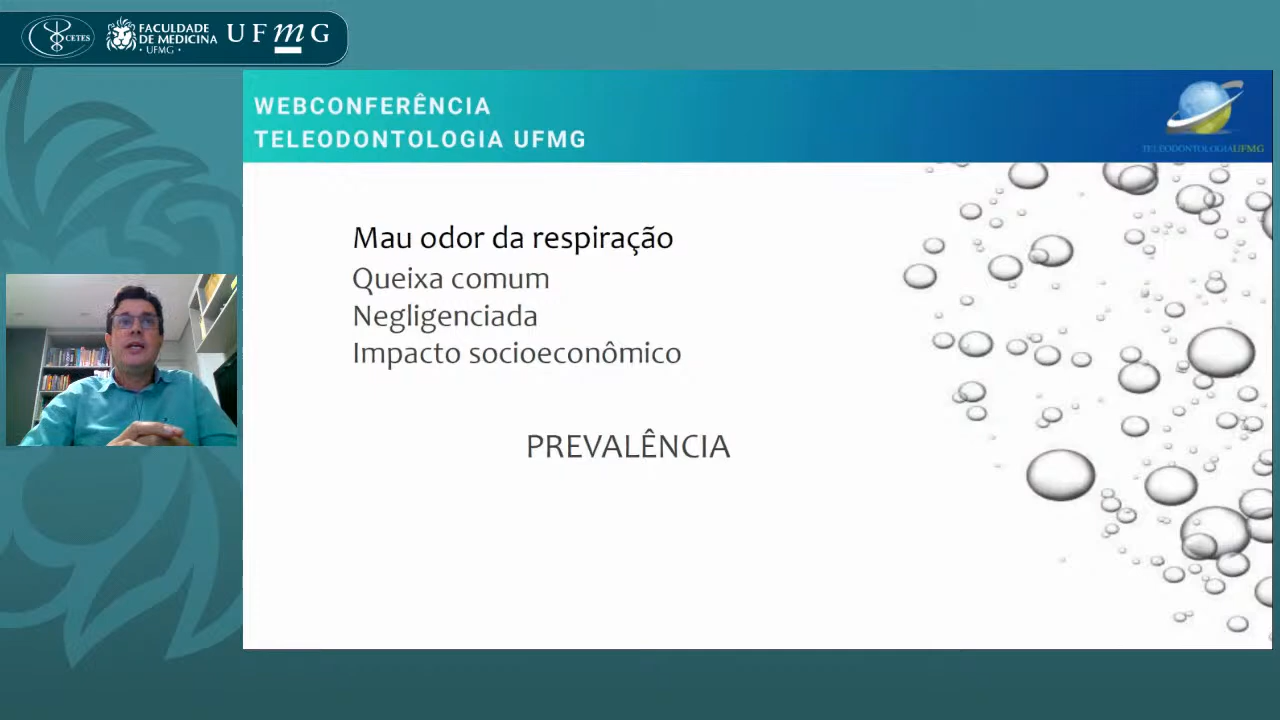 CETES
FACULDADE
DE MEDICINA
· UFMG ·
UFMG
WEBCONFERÊNCIA
TELEODONTOLOGIA UFMG
TELEODONTOLOGIAUFMG
Mau odor da respiração
Queixa comum
Negligenciada
Impacto socioeconômico
PREVALÊNCIA